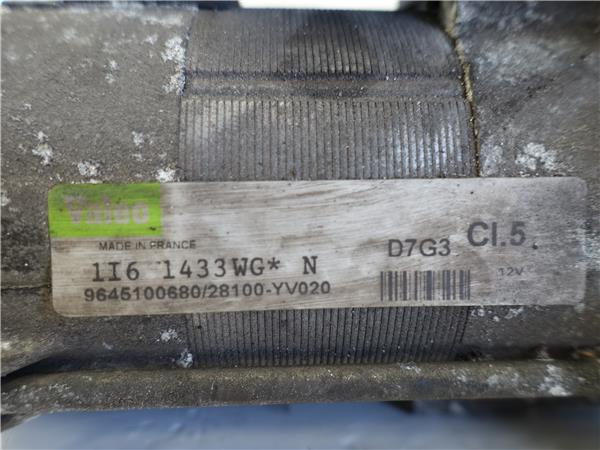 Valeo
MADE IN FRANCE
1I6 1433WG* N
D7G3 Cl.5
9645100680/28100-YV020
12V